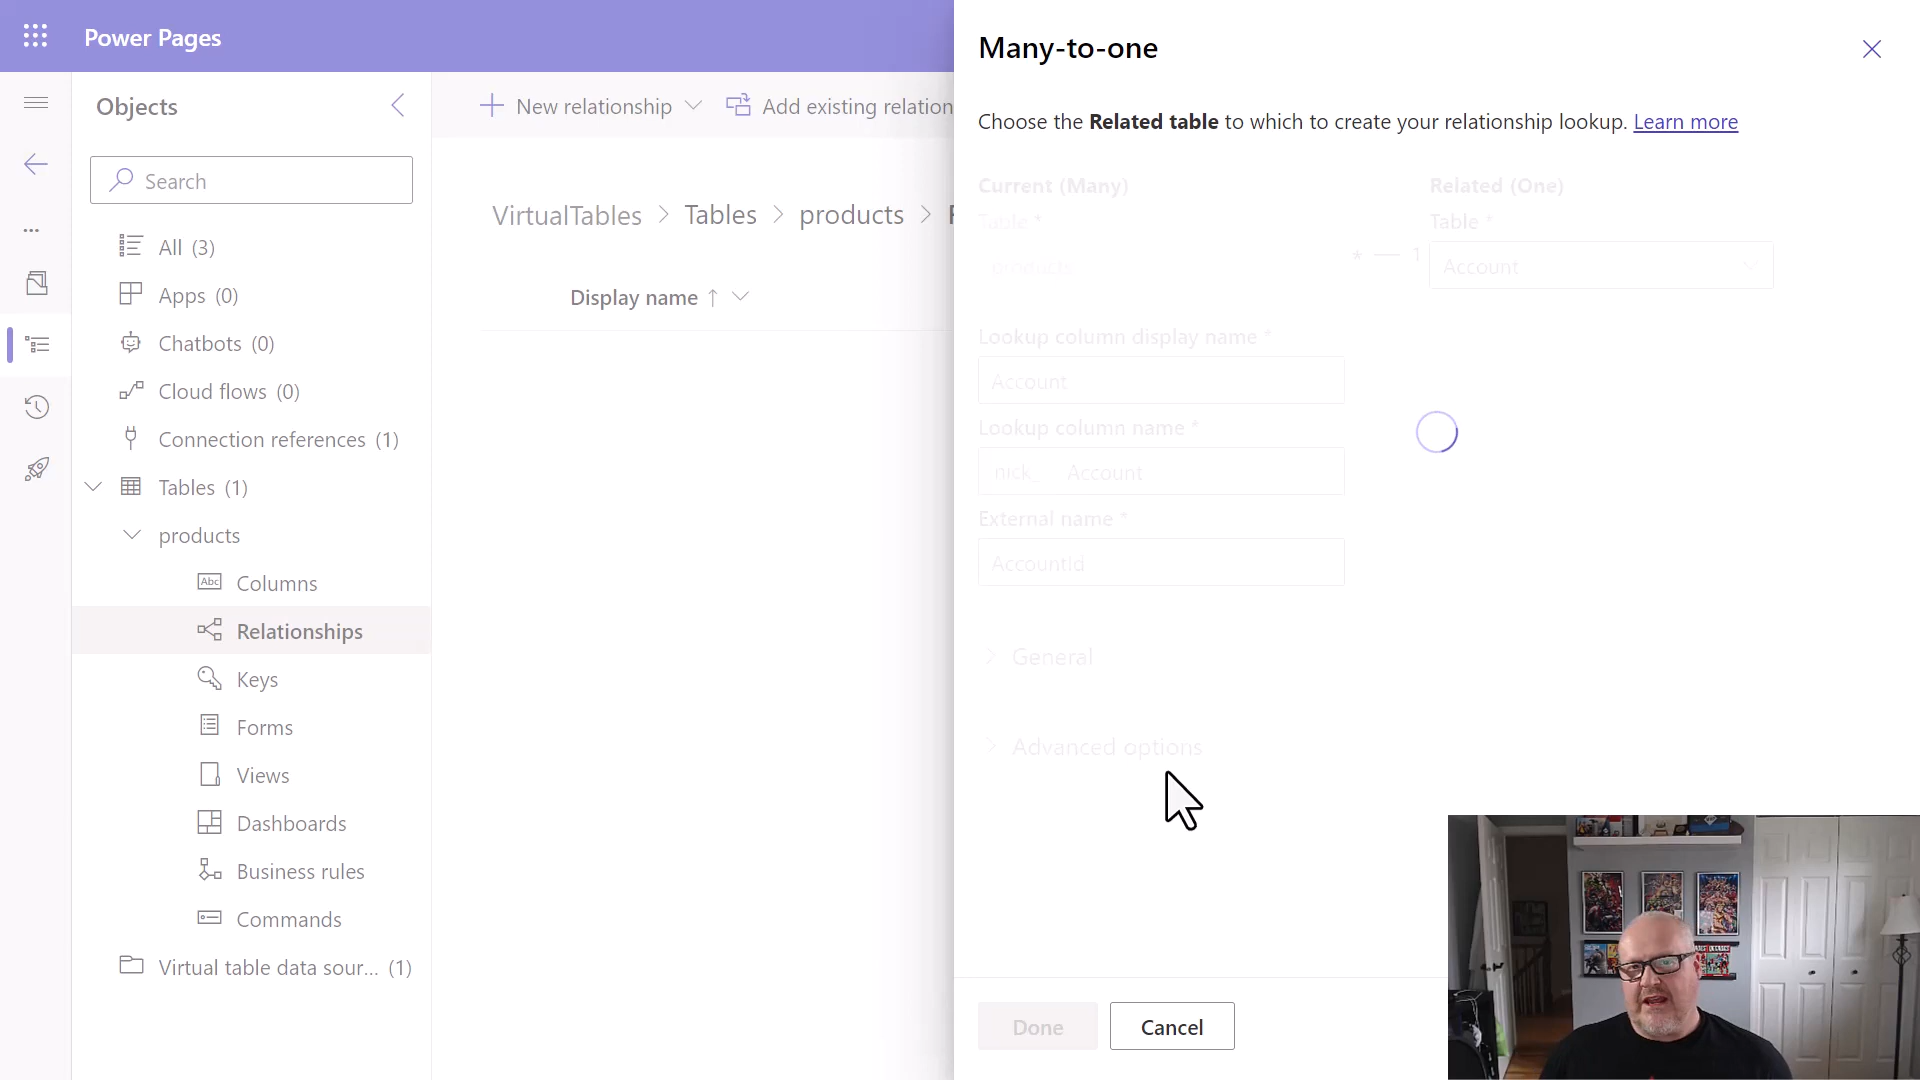 Power Pages
Objects
Search
All (3)
Apps (0)
Chatbots (0)
Cloud flows (0)
Connection references (1)
Tables (1)
products
Columns
Relationships
Keys
Forms
Views
Dashboards
Business rules
Commands
Virtual table data sour... (1)
New relationship
Add existing relation
VirtualTables > Tables > products >
Display name ↑
Many-to-one
Choose the Related table to which to create your relationship lookup. Learn more
Current (Many)
Related (One)
Table *
Table *
products
* — 1
Account
Lookup column display name *
Account
Lookup column name *
nick_ Account
External name *
AccountId
General
Advanced options
Done
Cancel